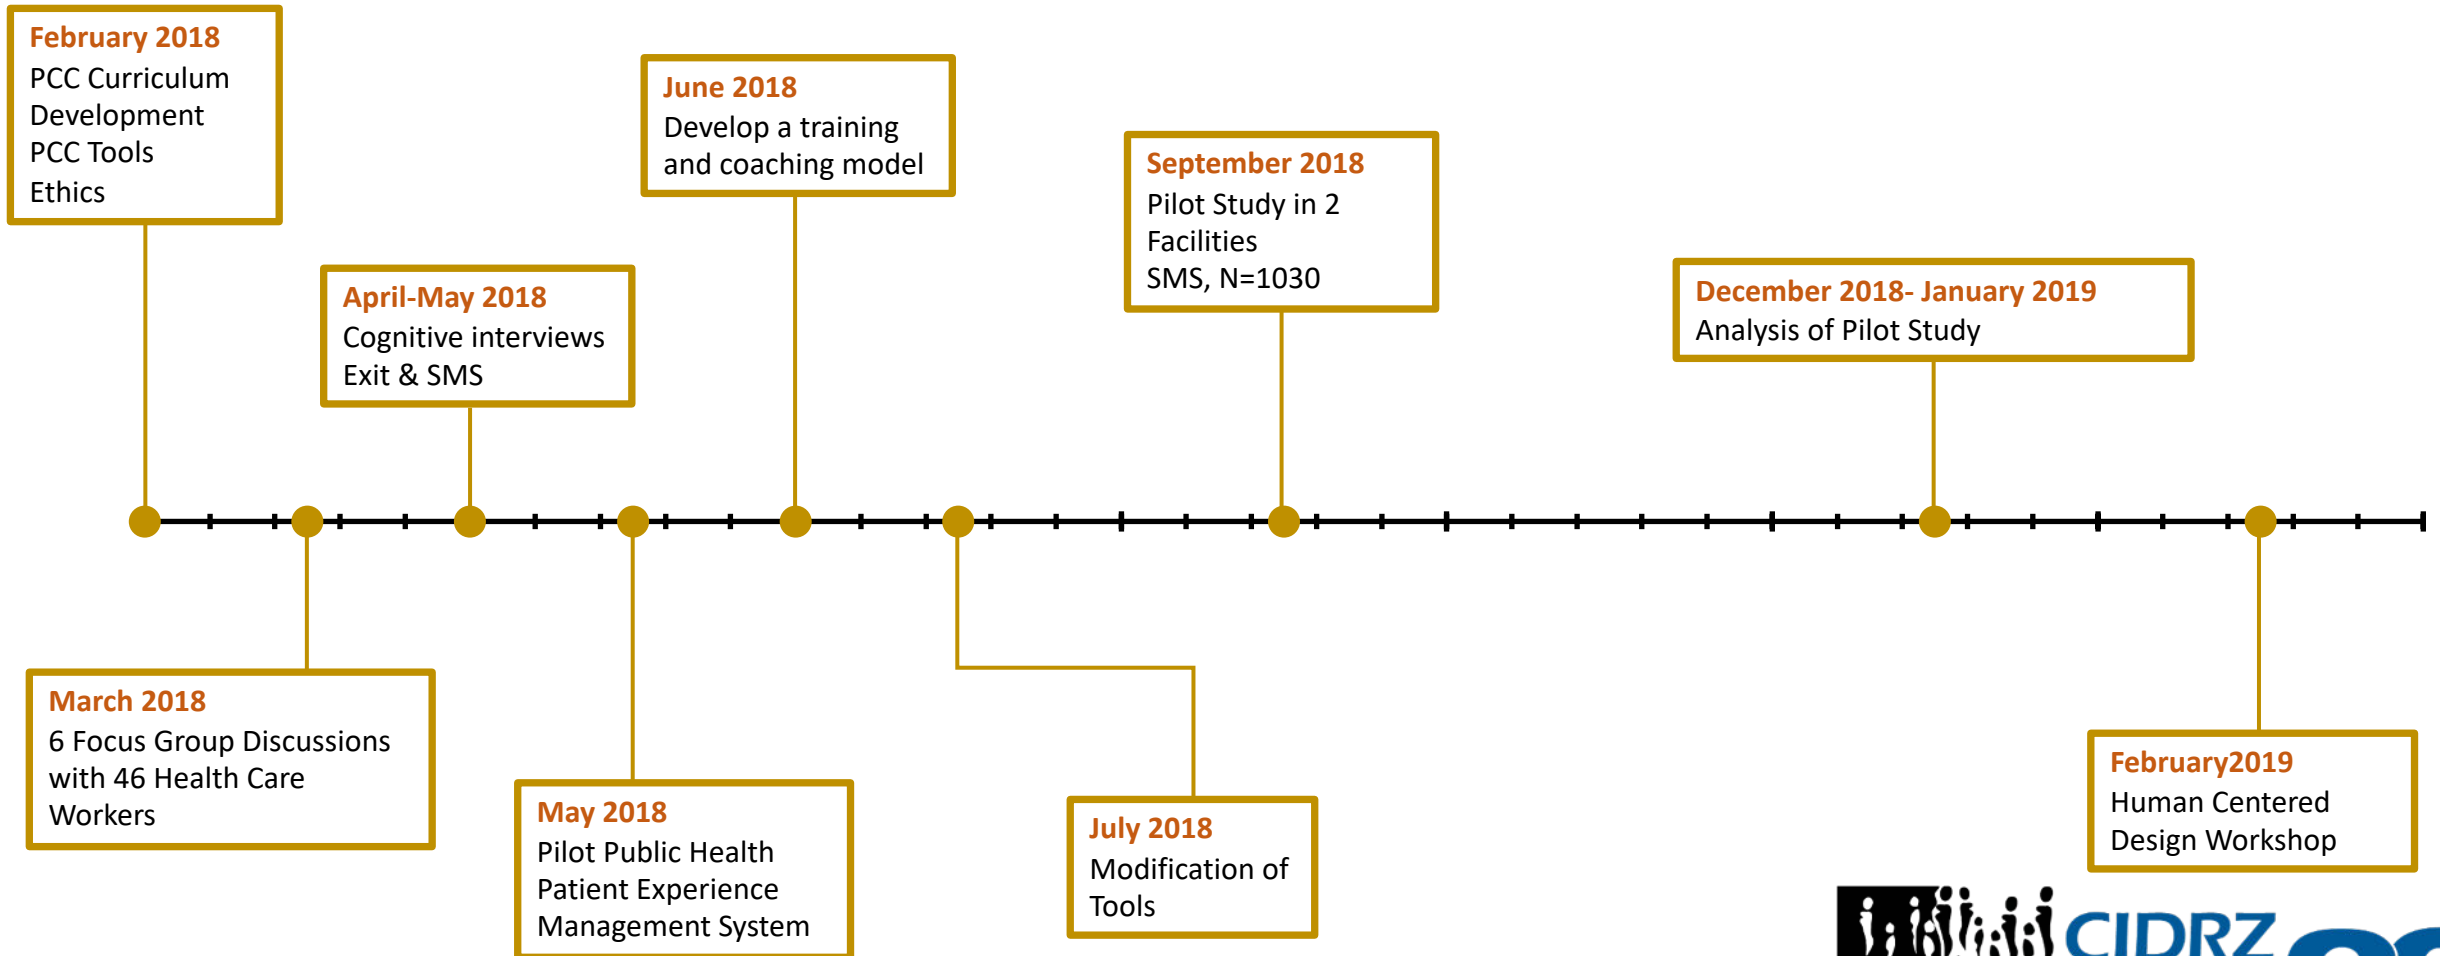 February 2018
PCC Curriculum
Development
PCC Tools
Ethics
March 2018
6 Focus Group Discussions
with 46 Health Care
Workers
April-May 2018
Cognitive interviews
Exit & SMS
May 2018
Pilot Public Health
Patient Experience
Management System
June 2018
Develop a training
and coaching model
July 2018
Modification of
Tools
September 2018
Pilot Study in 2
Facilities
SMS, N=1030
December 2018- January 2019
Analysis of Pilot Study
February2019
Human Centered
Design Workshop
CIDRZ